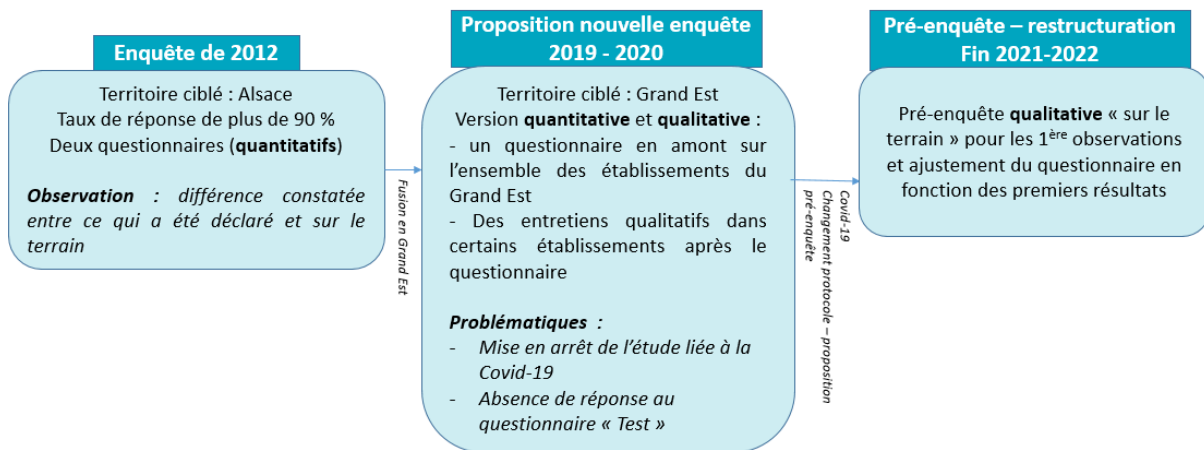 Enquête de 2012
Territoire ciblé : Alsace
Taux de réponse de plus de 90 %
Deux questionnaires (quantitatifs)
Observation : différence constatée
entre ce qui a été déclaré et sur le
terrain
Fusion en Grand Est
Proposition nouvelle enquête
2019 - 2020
Territoire ciblé : Grand Est
Version quantitative et qualitative :
- un questionnaire en amont sur
l'ensemble des établissements du
Grand Est
- Des entretiens qualitatifs dans
certains établissements après le
questionnaire
Problématiques :
- Mise en arrêt de l'étude liée à la
Covid-19
- Absence de réponse au
questionnaire « Test »
Covid-19
Changement protocole – proposition
pré-enquête
Pré-enquête – restructuration
Fin 2021-2022
Pré-enquête qualitative « sur le
terrain » pour les 1ère observations
et ajustement du questionnaire en
fonction des premiers résultats